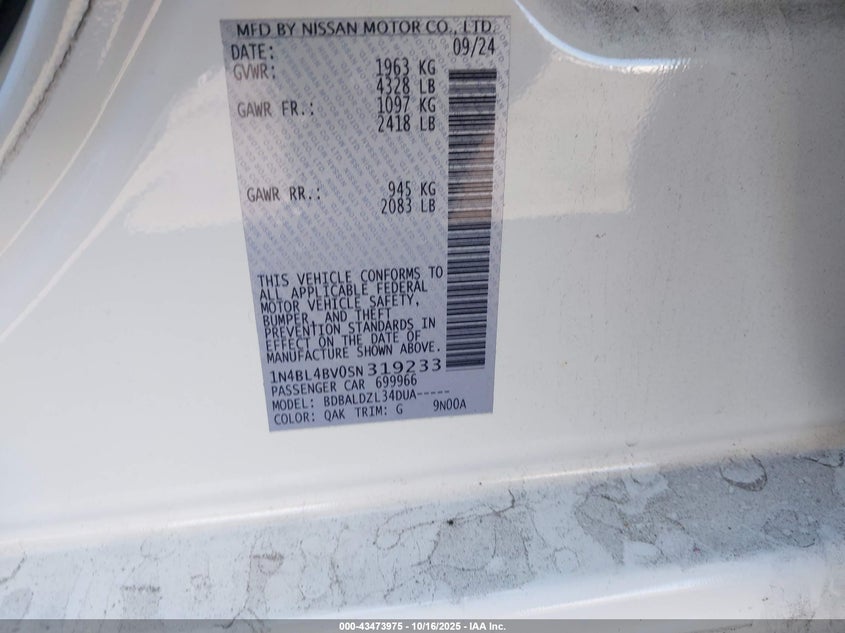 MFD BY NISSAN MOTOR CO., LTD.
DATE: 09/24
GVWR: 1963 KG
4328 LB
GAWR FR.: 1097 KG
2418 LB
GAWR RR.: 945 KG
2083 LB
THIS VEHICLE CONFORMS TO
ALL APPLICABLE FEDERAL
MOTOR VEHICLE SAFETY,
BUMPER, AND THEFT
PREVENTION STANDARDS IN
EFFECT ON THE DATE OF
MANUFACTURE SHOWN ABOVE.
1N4BL4BV0SN319233
PASSENGER CAR 699966
MODEL: BDBALDZL34DUA-----
COLOR: QAK TRIM: G 9N00A
000-43473975 - 10/16/2025 - IAA Inc.